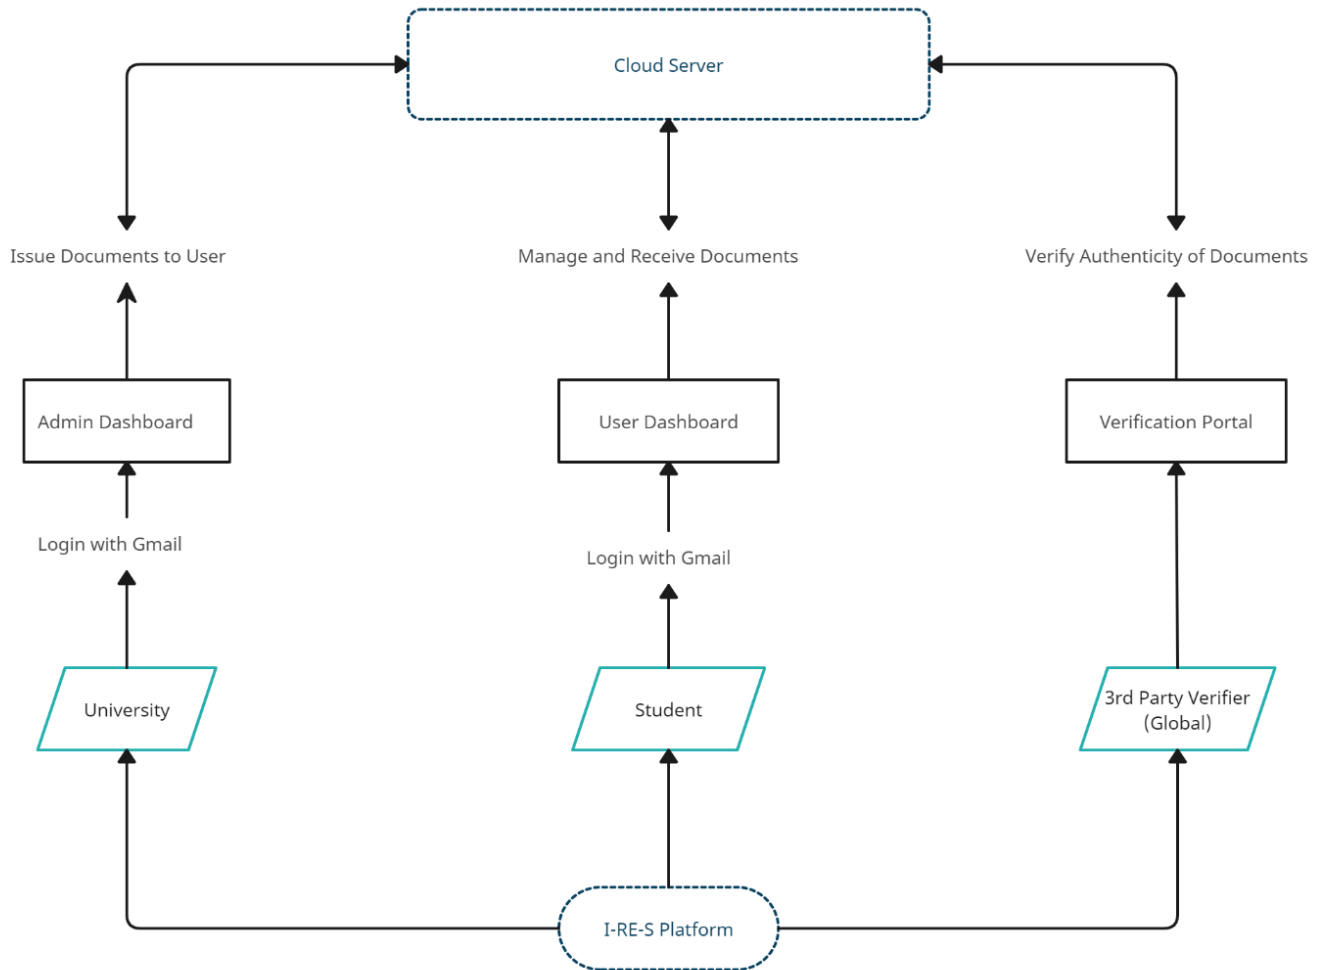 Cloud Server
Issue Documents to User
Manage and Receive Documents
Verify Authenticity of Documents
Admin Dashboard
User Dashboard
Verification Portal
Login with Gmail
Login with Gmail
University
Student
3rd Party Verifier
(Global)
I-RE-S Platform